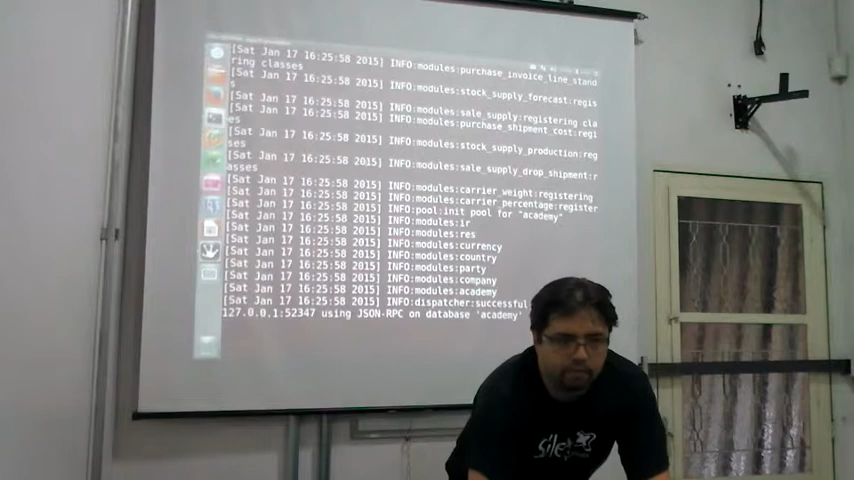 [Sat Jan 17 16:25:58 2015] INFO:modules:purchase_invoice_line_stand
ring classes
[Sat Jan 17 16:25:58 2015] INFO:modules:stock_supply_forecast:regis
s
[Sat Jan 17 16:25:58 2015] INFO:modules:sale_supply:registering cla
[Sat Jan 17 16:25:58 2015] INFO:modules:purchase_shipment_cost:regi
es
[Sat Jan 17 16:25:58 2015] INFO:modules:stock_supply_production:reg
ses
[Sat Jan 17 16:25:58 2015] INFO:modules:sale_supply_drop_shipment:r
asses
[Sat Jan 17 16:25:58 2015] INFO:modules:carrier_weight:registering
[Sat Jan 17 16:25:58 2015] INFO:modules:carrier_percentage:register
[Sat Jan 17 16:25:58 2015] INFO:pool:init pool for "academy"
[Sat Jan 17 16:25:58 2015] INFO:modules:ir
[Sat Jan 17 16:25:58 2015] INFO:modules:res
[Sat Jan 17 16:25:58 2015] INFO:modules:currency
[Sat Jan 17 16:25:58 2015] INFO:modules:country
[Sat Jan 17 16:25:58 2015] INFO:modules:party
[Sat Jan 17 16:25:58 2015] INFO:modules:company
[Sat Jan 17 16:25:58 2015] INFO:modules:academy
[Sat Jan 17 16:25:58 2015] INFO:dispatcher:successful
127.0.0.1:52347 using JSON-RPC on database 'academy'